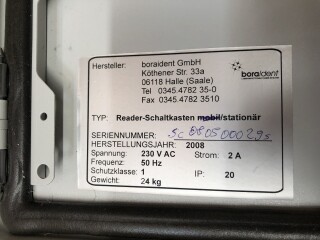 Hersteller: boraident GmbH
Köthener Str. 33a
06118 Halle (Saale)
Tel 0345.4782 35-0
Fax 0345.4782 3510
boraident
TYP: Reader-Schaltkasten mobil/stationär
SERIENNUMMER:
HERSTELLUNGSJAHR: 2008
Spannung: 230 V AC Strom: 2 A
Frequenz: 50 Hz
Schutzklasse: 1 IP: 20
Gewicht: 24 kg